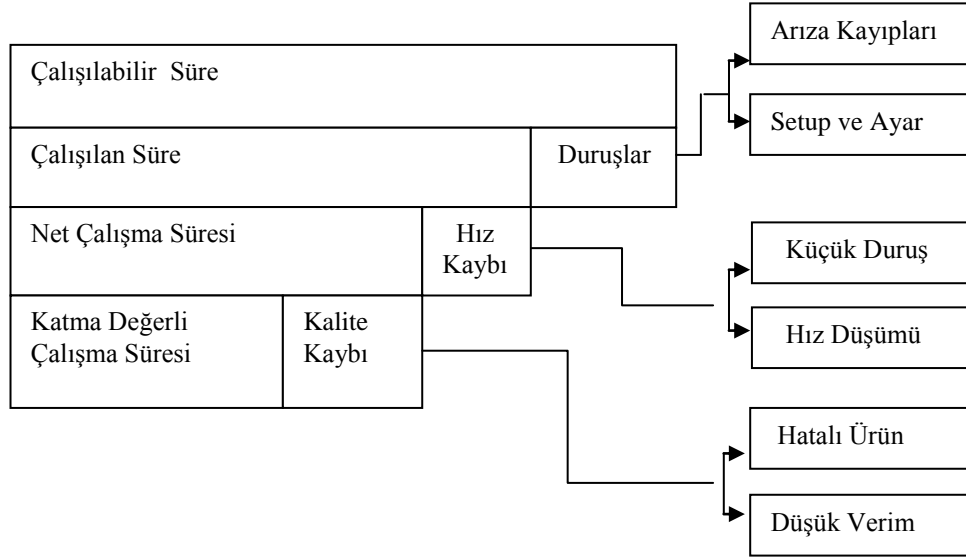 Çalışılabilir Süre
Çalışılan Süre
Duruşlar
Net Çalışma Süresi
Hız
Kaybı
Katma Değerli
Çalışma Süresi
Kalite
Kaybı
Arıza Kayıpları
Setup ve Ayar
Küçük Duruş
Hız Düşümü
Hatalı Ürün
Düşük Verim